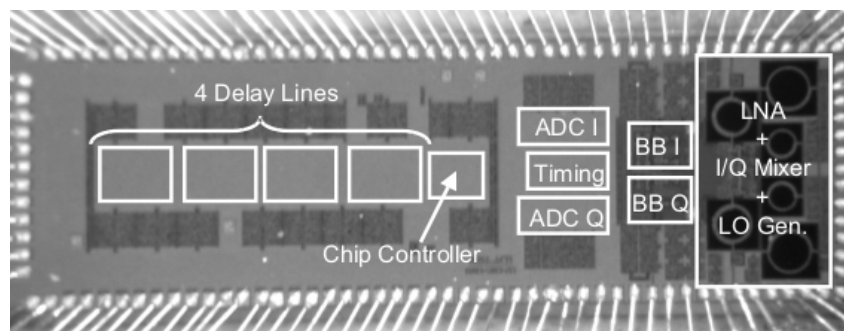 4 Delay Lines
Chip Controller
ADC I
Timing
ADC Q
BB I
BB Q
LNA
+
I/Q Mixer
+
LO Gen.